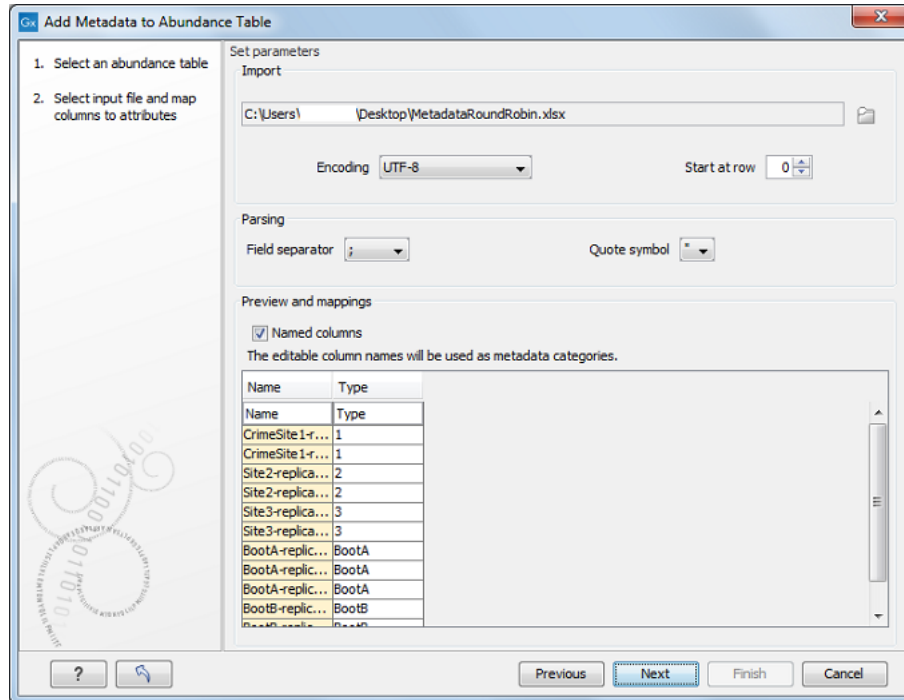 Gx Add Metadata to Abundance Table
1. Select an abundance table
2. Select input file and map
columns to attributes
Set parameters
Import
C:\Users\ \Desktop\MetadataRoundRobin.xlsx
Encoding UTF-8 Start at row 0
Parsing
Field separator ; Quote symbol "
Preview and mappings
Named columns
The editable column names will be used as metadata categories.
Name Type
Name Type
CrimeSite1-r... 1
CrimeSite1-r... 1
Site2-replica... 2
Site2-replica... 2
Site3-replica... 3
Site3-replica... 3
BootA-replic... BootA
BootA-replic... BootA
BootA-replic... BootA
BootB-replic... BootB
BootB-replic... BootB
? Previous Next Finish Cancel